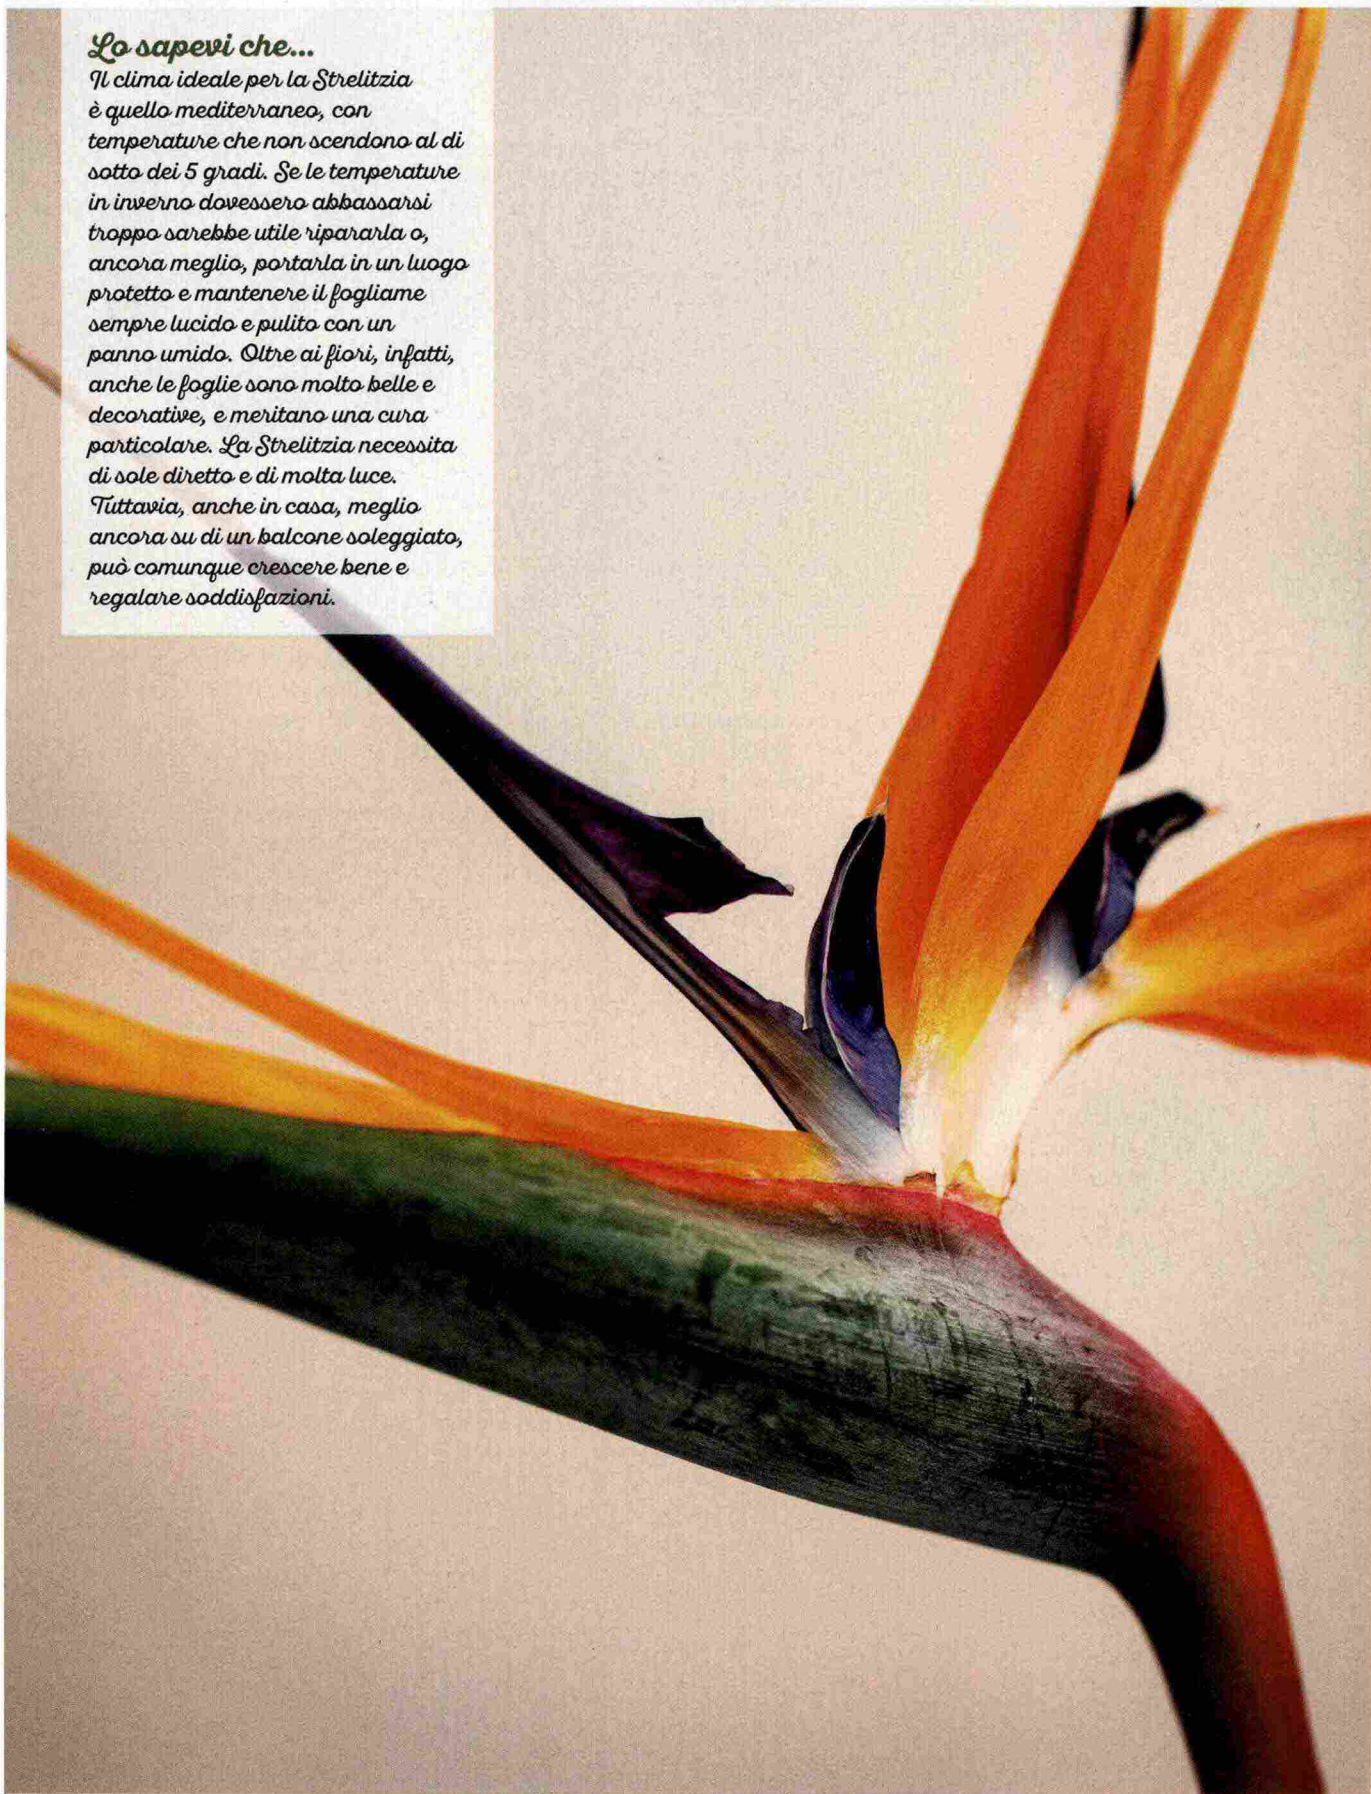 Lo sapevi che...
Il clima ideale per la Strelitzia
è quello mediterraneo, con
temperature che non scendono al di
sotto dei 5 gradi. Se le temperature
in inverno dovessero abbassarsi
troppo sarebbe utile ripararla o,
ancora meglio, portarla in un luogo
protetto e mantenere il fogliame
sempre lucido e pulito con un
panno umido. Oltre ai fiori, infatti,
anche le foglie sono molto belle e
decorative, e meritano una cura
particolare. La Strelitzia necessita
di sole diretto e di molta luce.
Tuttavia, anche in casa, meglio
ancora su di un balcone soleggiato,
può comunque crescere bene e
regalare soddisfazioni.